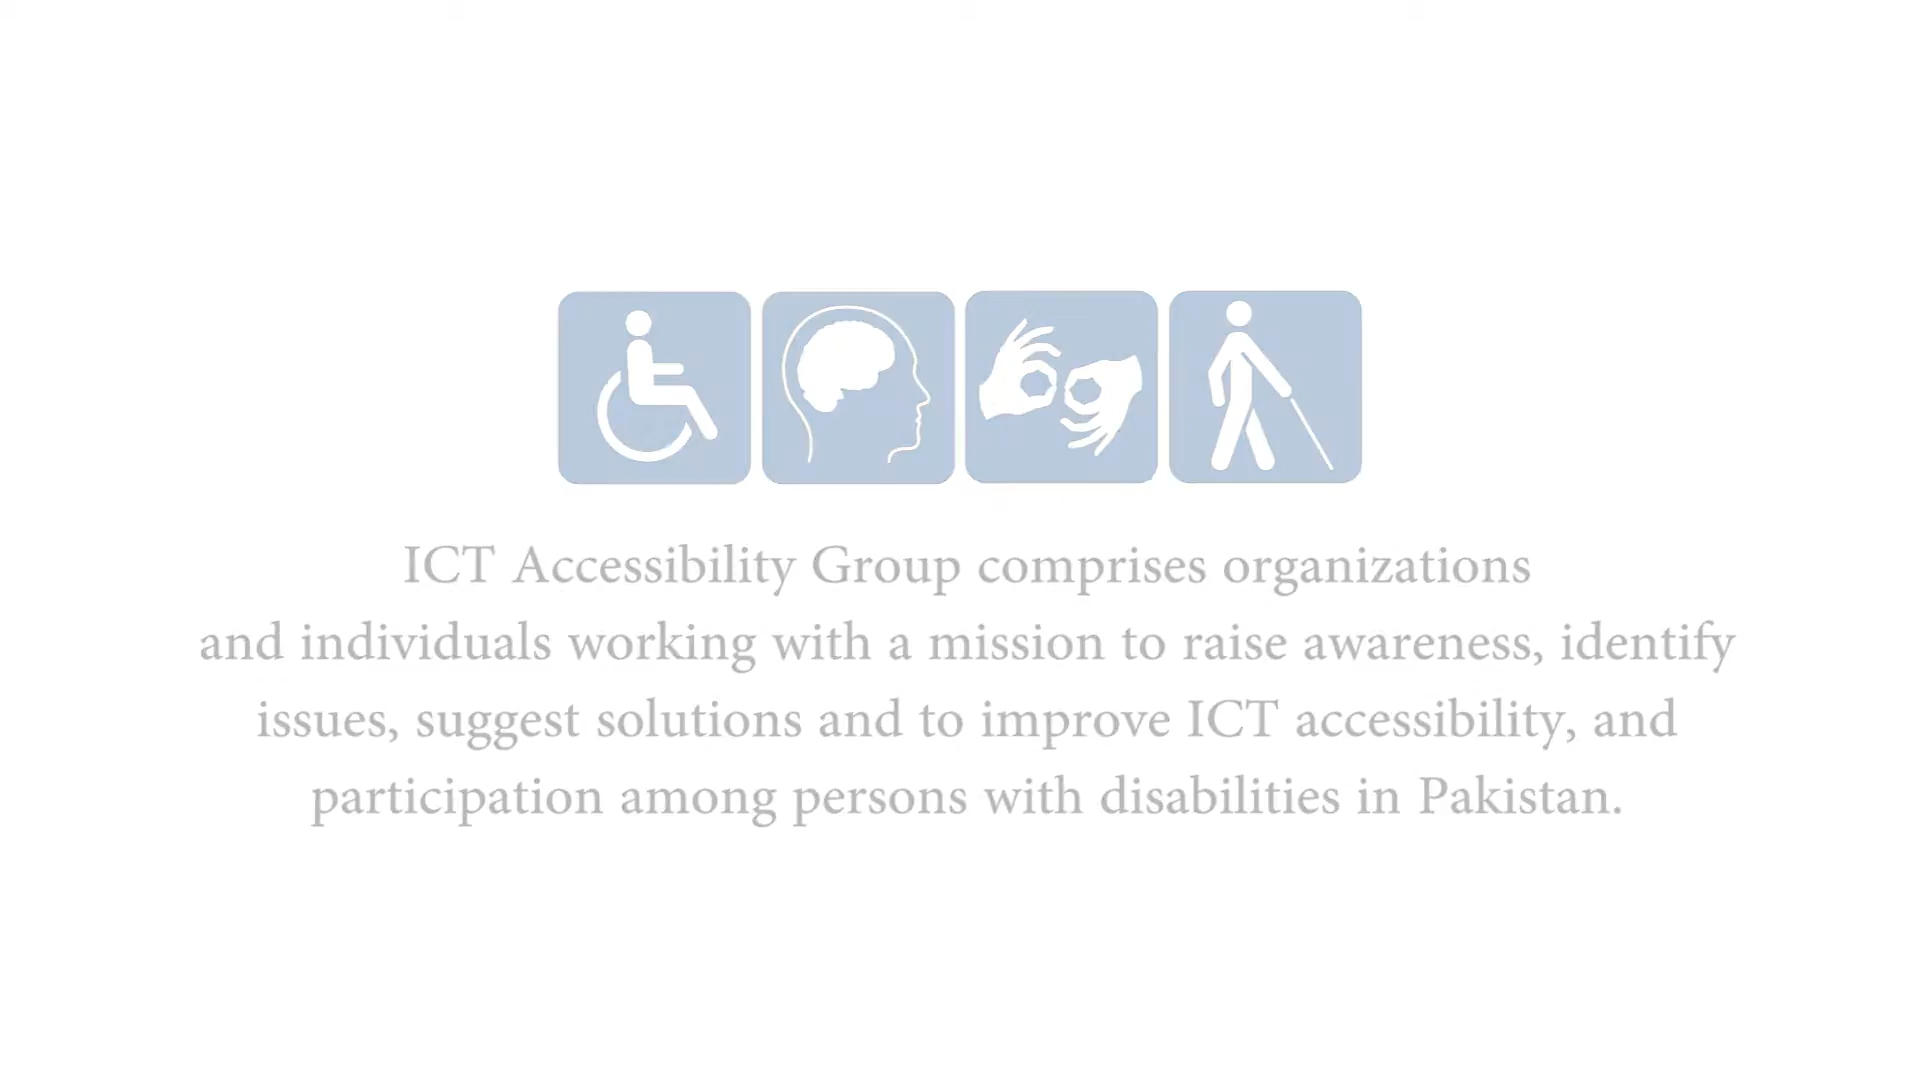 ICT Accessibility Group comprises organizations
and individuals working with a mission to raise awareness, identify
issues, suggest solutions and to improve ICT accessibility, and
participation among persons with disabilities in Pakistan.